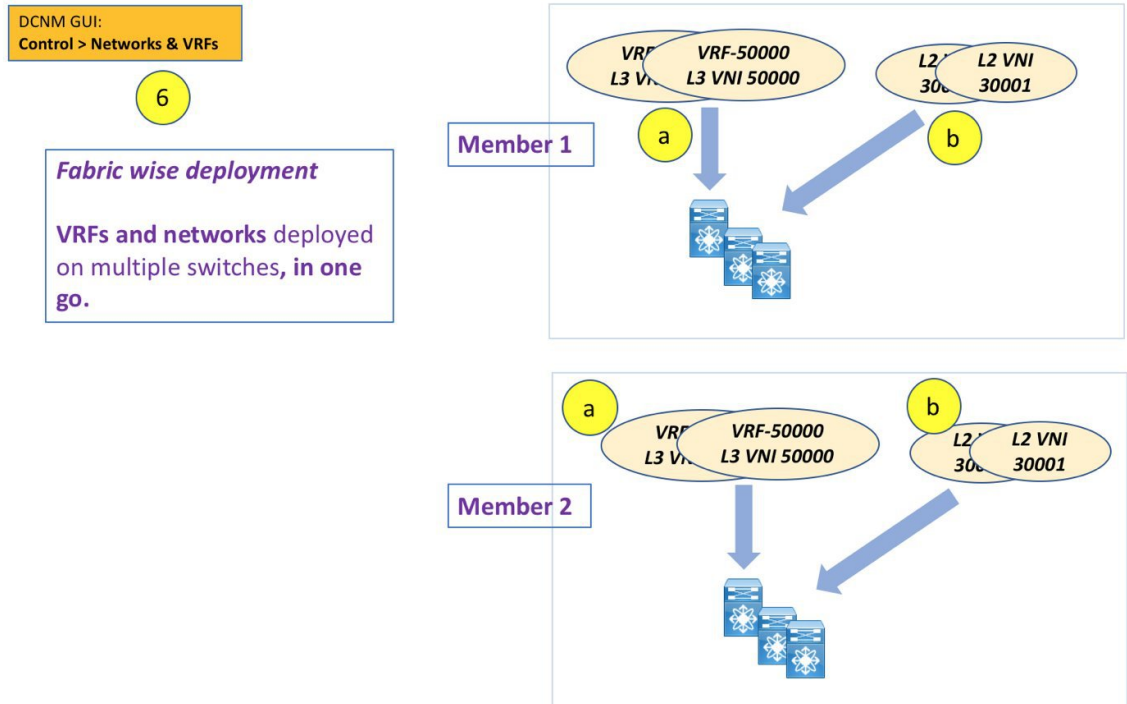 DCNM GUI:
Control > Networks & VRFs
6
Fabric wise deployment
VRFs and networks deployed
on multiple switches, in one
go.
Member 1
VRF-50000
L3 VNI 50000
L2 VNI
30001
a
b
Member 2
a
b
VRF-50000
L3 VNI 50000
L2 VNI
30001